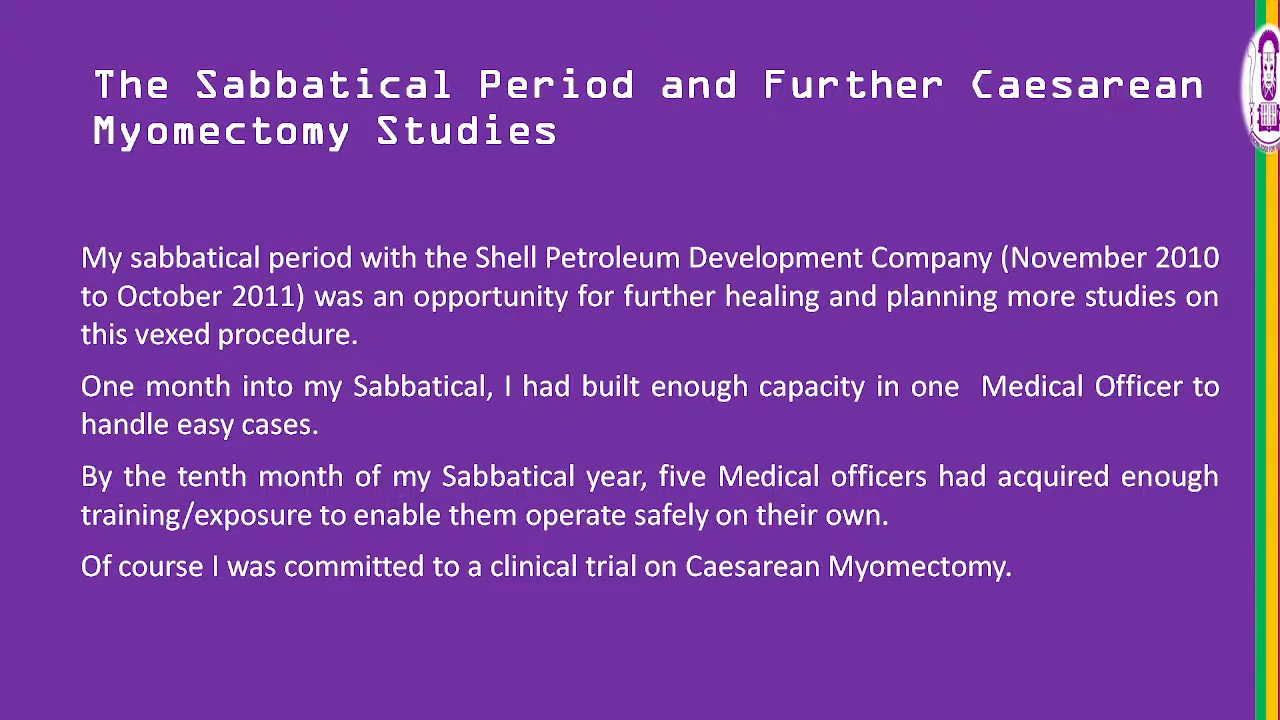 The Sabbatical Period and Further Caesarean
Myomectomy Studies
My sabbatical period with the Shell Petroleum Development Company (November 2010
to October 2011) was an opportunity for further healing and planning more studies on
this vexed procedure.
One month into my Sabbatical, I had built enough capacity in one Medical Officer to
handle easy cases.
By the tenth month of my Sabbatical year, five Medical officers had acquired enough
training/exposure to enable them operate safely on their own.
Of course I was committed to a clinical trial on Caesarean Myomectomy.